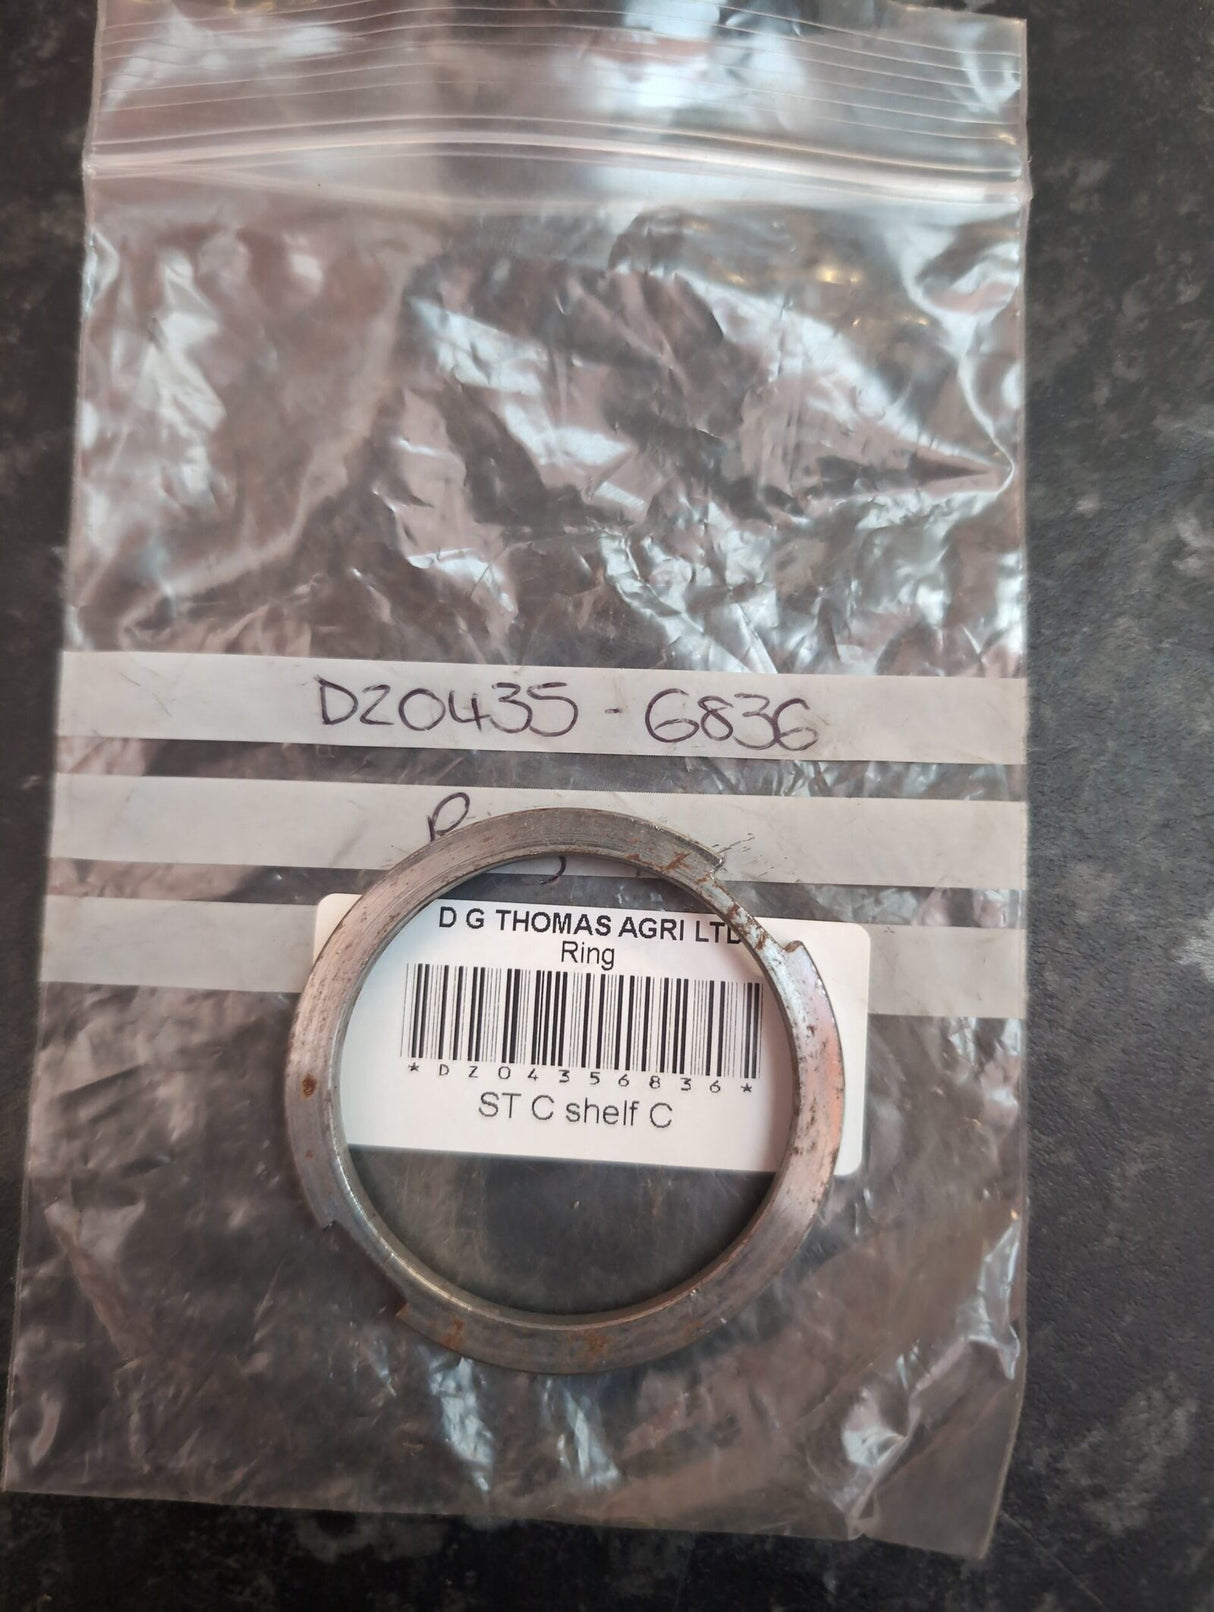 DZ0435-6836
D G THOMAS AGRI LTD
Ring
*DZ04356836*
ST C shelf C